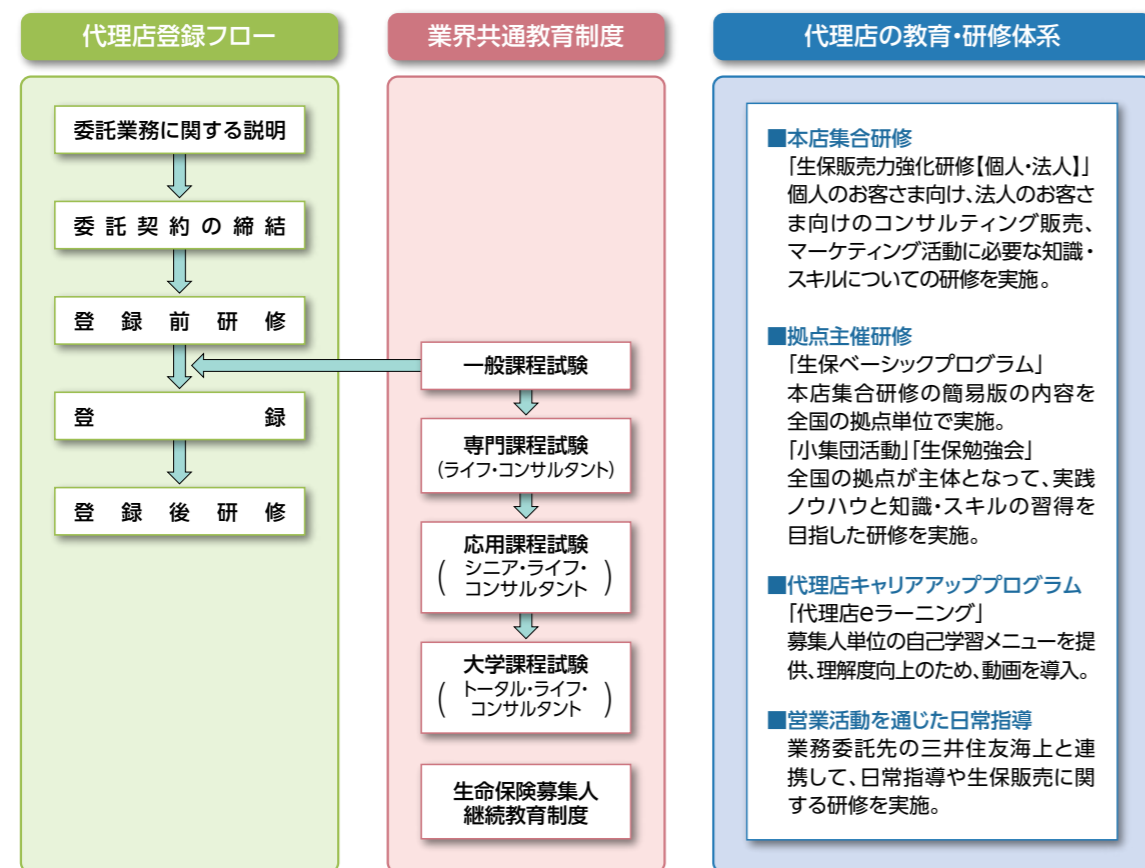 代理店登録フロー
委託業務に関する説明
委託契約の締結
登録前研修
登録
登録後研修
業界共通教育制度
一般課程試験
専門課程試験
(ライフ・コンサルタント)
応用課程試験
(シニア・ライフ・
コンサルタント)
大学課程試験
(トータル・ライフ・
コンサルタント)
生命保険募集人
継続教育制度
代理店の教育・研修体系
■本店集合研修
「生保販売力強化研修【個人・法人】」
個人のお客さま向け、法人のお客さ
ま向けのコンサルティング販売、
マーケティング活動に必要な知識・
スキルについての研修を実施。
■拠点主催研修
「生保ベーシックプログラム」
本店集合研修の簡易版の内容を
全国の拠点単位で実施。
「小集団活動」「生保勉強会」
全国の拠点が主体となって、実践
ノウハウと知識・スキルの習得を
目指した研修を実施。
■代理店キャリアアッププログラム
「代理店eラーニング」
募集人単位の自己学習メニューを提
供、理解度向上のため、動画を導入。
■営業活動を通じた日常指導
業務委託先の三井住友海上と連
携して、日常指導や生保販売に関
する研修を実施。